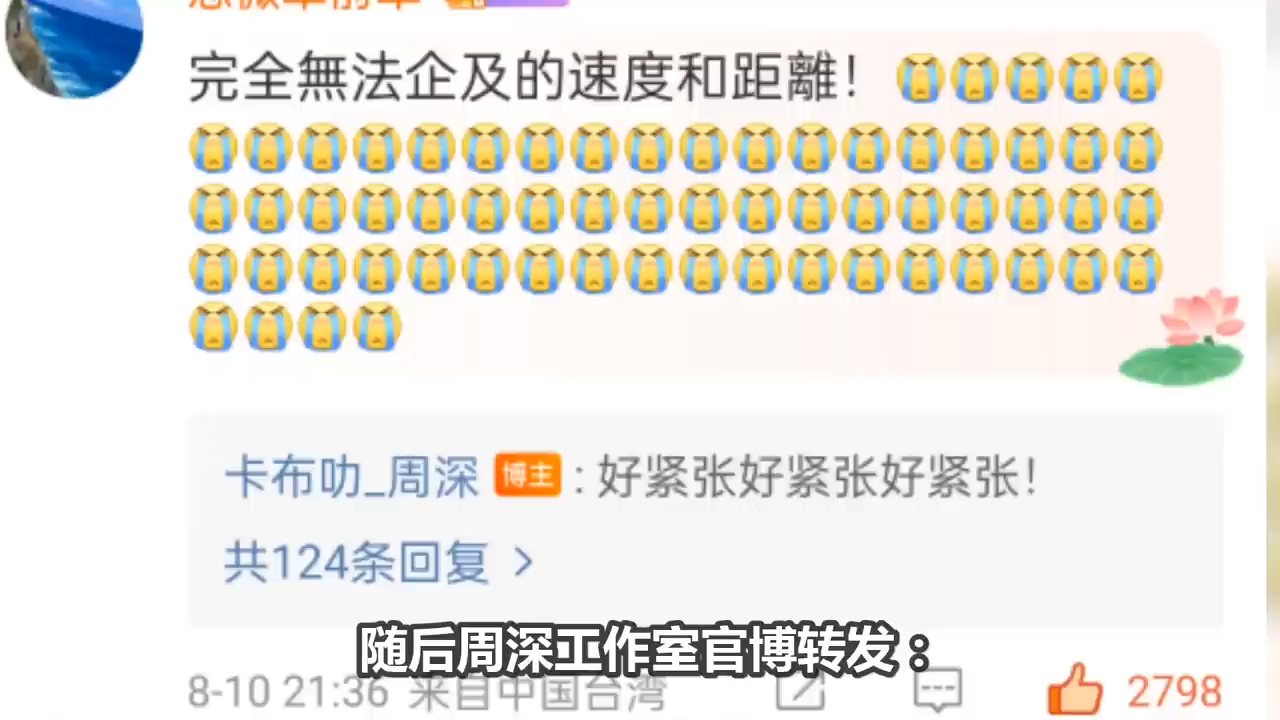 完全無法企及的速度和距離！
卡布叻_周深 博主：好紧张好紧张好紧张！
共124条回复 >
随后周深工作室官博转发：
8-10 21:36 来自中国台湾 2798